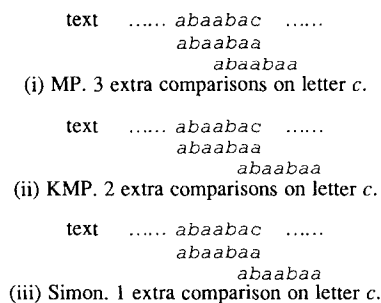 text ...... abaabac ......
abaabaa
abaabaa
(i) MP. 3 extra comparisons on letter c.
text ...... abaabac ......
abaabaa
abaabaa
(ii) KMP. 2 extra comparisons on letter c.
text ...... abaabac ......
abaabaa
abaabaa
(iii) Simon. 1 extra comparison on letter c.